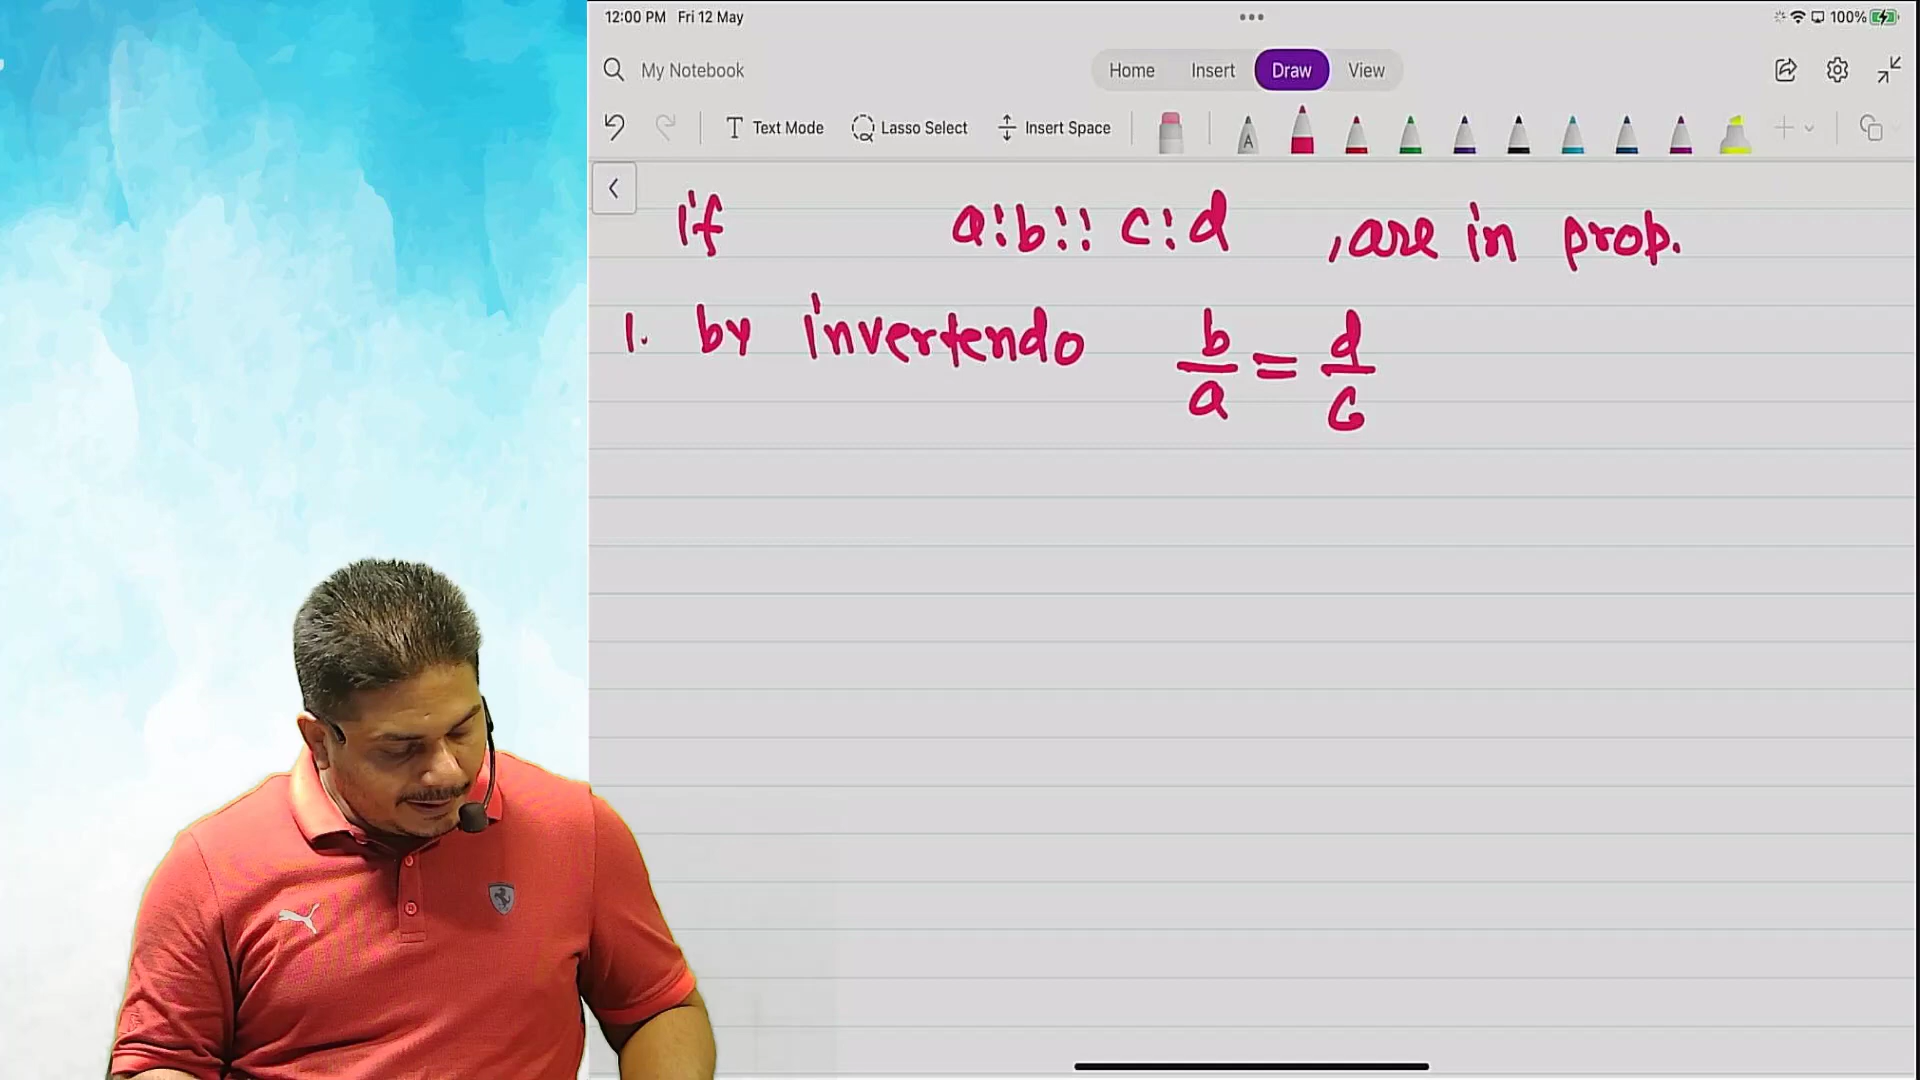 12:00 PM Fri 12 May
100%
My Notebook
Home Insert Draw View
Text Mode Lasso Select Insert Space
A
if a:b::c:d , are in prop.
1. by invertendo b/a = d/c